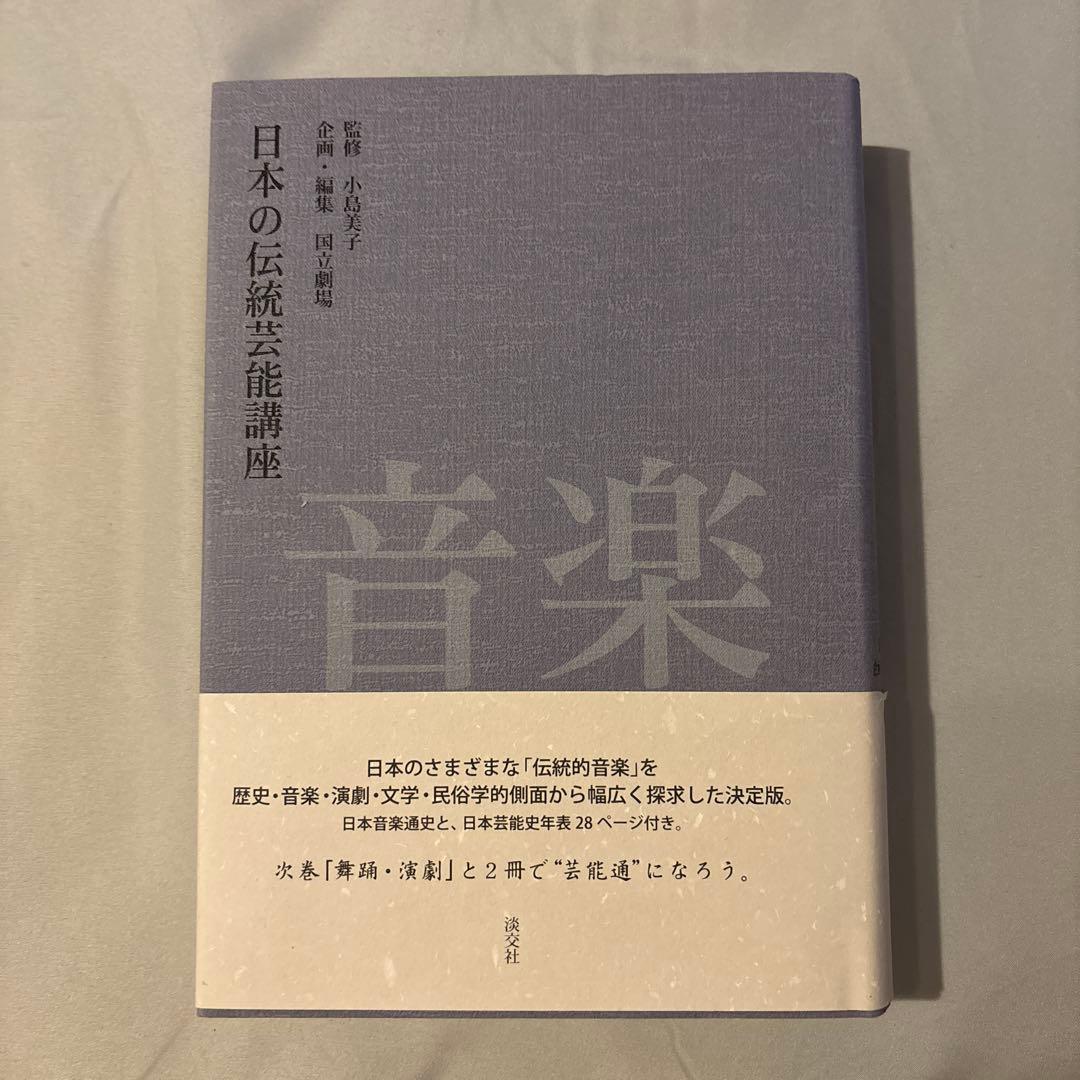 監修 小島美子
企画・編集 国立劇場
日本の伝統芸能講座
音楽
日本のさまざまな「伝統的音楽」を
歴史・音楽・演劇・文学・民俗学的側面から幅広く探求した決定版。
日本音楽通史と、日本芸能史年表28ページ付き。
次巻「舞踊・演劇」と2冊で“芸能通”になろう。
淡交社